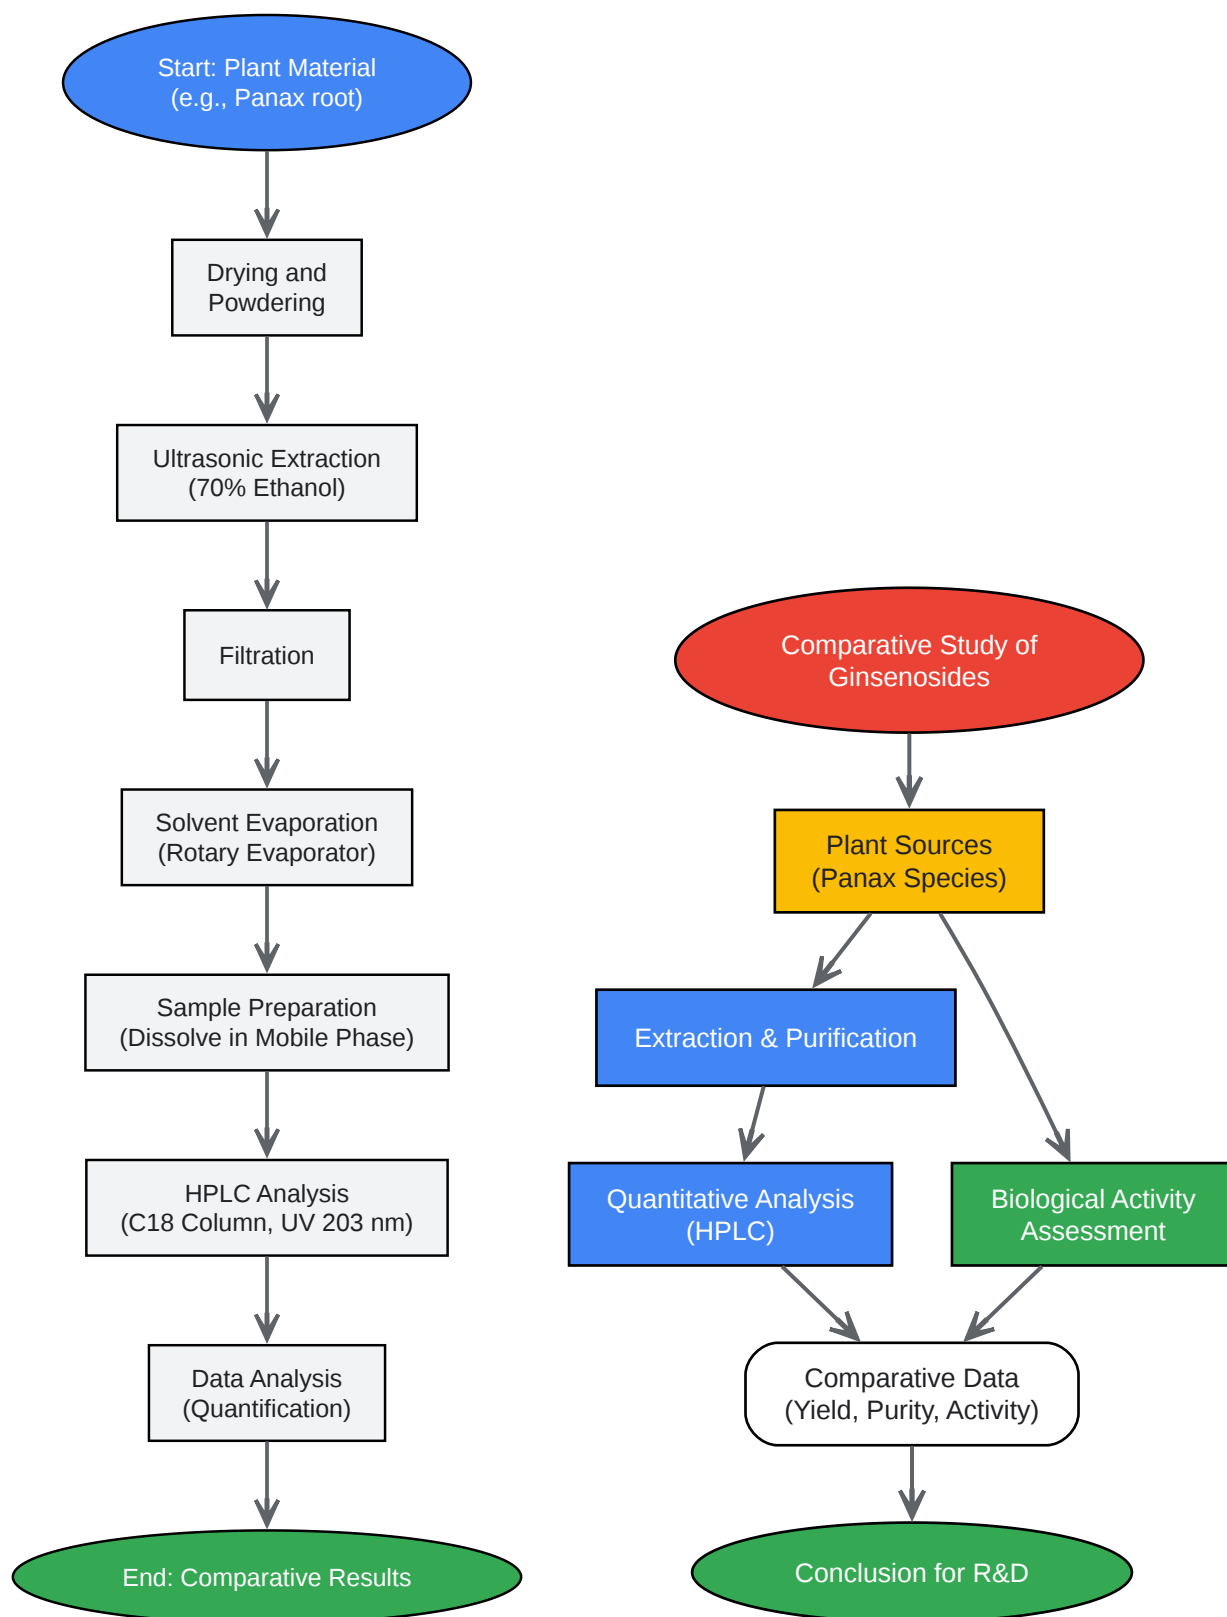 Start: Plant Material
(e.g., Panax root)
Drying and
Powdering
Ultrasonic Extraction
(70% Ethanol)
Filtration
Solvent Evaporation
(Rotary Evaporator)
Sample Preparation
(Dissolve in Mobile Phase)
HPLC Analysis
(C18 Column, UV 203 nm)
Data Analysis
(Quantification)
End: Comparative Results
Comparative Study of
Ginsenosides
Plant Sources
(Panax Species)
Extraction & Purification
Quantitative Analysis
(HPLC)
Biological Activity
Assessment
Comparative Data
(Yield, Purity, Activity)
Conclusion for R&D